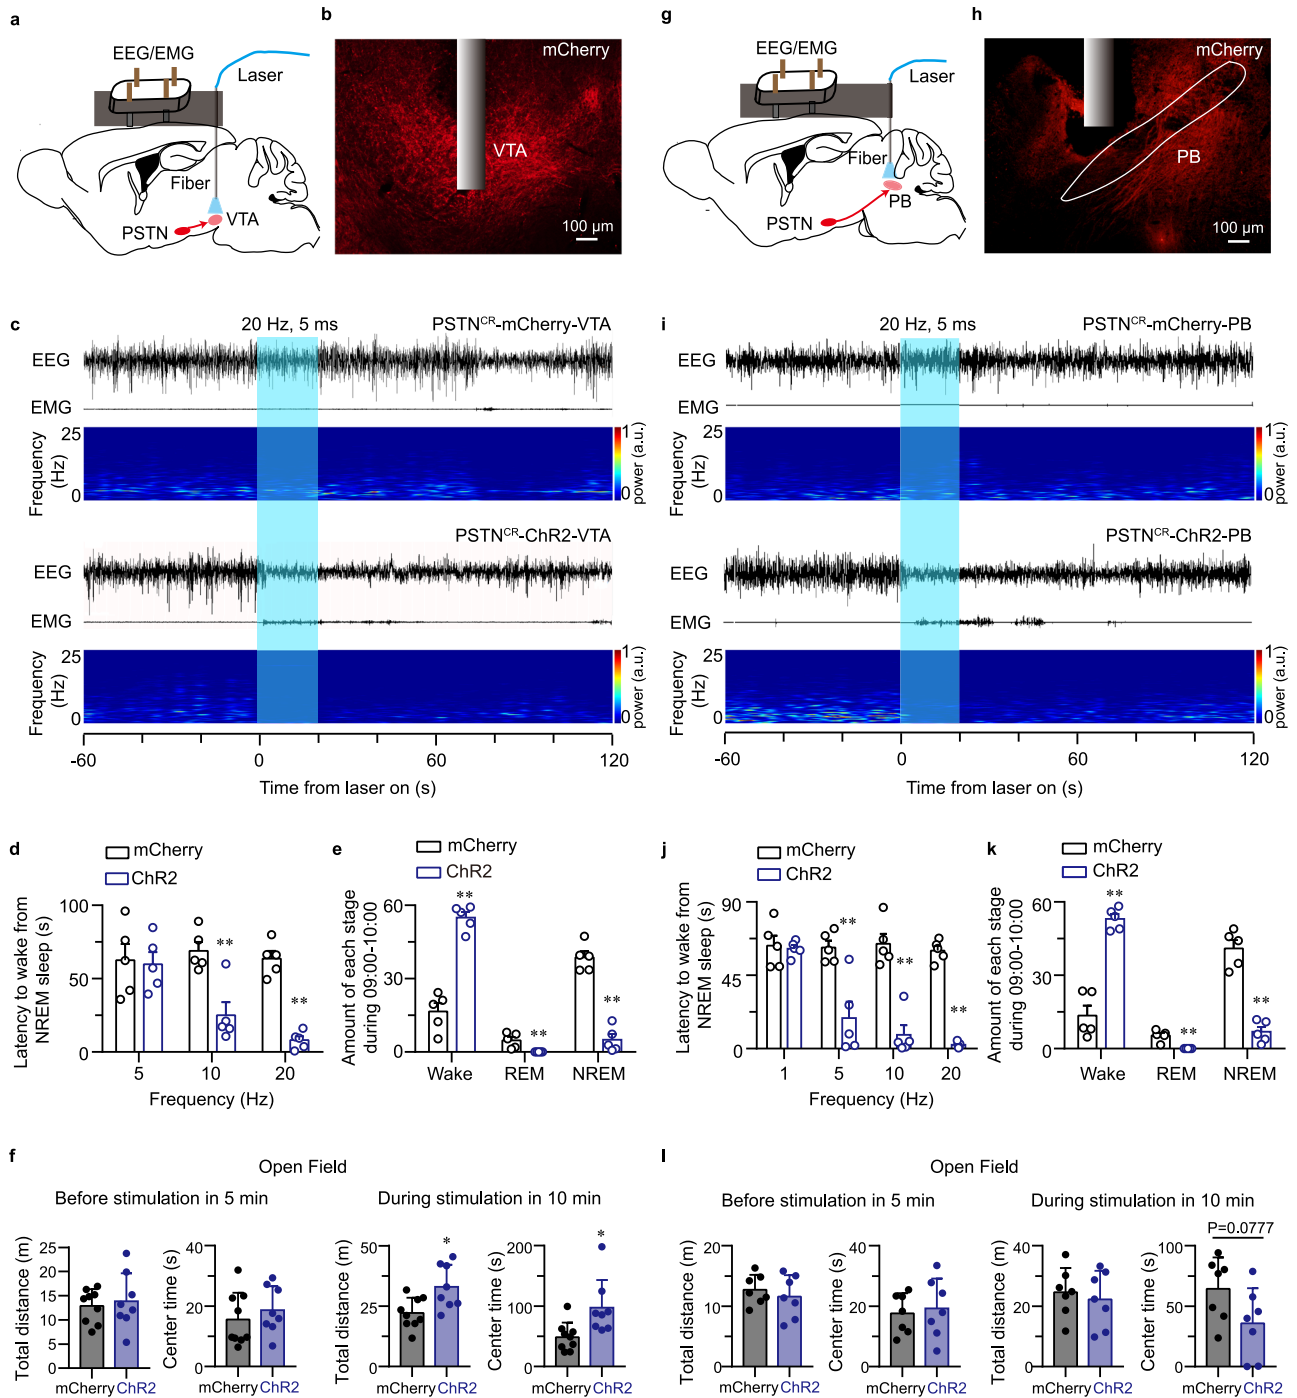 a
EEG/EMG
Laser
Fiber
VTA
PSTN
b
mCherry
VTA
100 µm
g
EEG/EMG
Laser
Fiber
PB
PSTN
h
mCherry
PB
100 µm
c
20 Hz, 5 ms
PSTN^CR-mCherry-VTA
EEG
EMG
25
Frequency (Hz)
0
1
power (a.u.)
0
PSTN^CR-ChR2-VTA
EEG
EMG
25
Frequency (Hz)
0
1
power (a.u.)
0
-60 0 60 120
Time from laser on (s)
i
20 Hz, 5 ms
PSTN^CR-mCherry-PB
EEG
EMG
25
Frequency (Hz)
0
1
power (a.u.)
0
PSTN^CR-ChR2-PB
EEG
EMG
25
Frequency (Hz)
0
1
power (a.u.)
0
-60 0 60 120
Time from laser on (s)
d
mCherry
ChR2
Latency to wake from
NREM sleep (s)
100
50
0
**
**
5 10 20
Frequency (Hz)
e
mCherry
ChR2
Amount of each stage
during 09:00-10:00
60
30
0
**
**
**
Wake REM NREM
j
mCherry
ChR2
Latency to wake from
NREM sleep (s)
90
45
0
**
**
**
1 5 10 20
Frequency (Hz)
k
mCherry
ChR2
Amount of each stage
during 09:00-10:00
60
30
0
**
**
**
Wake REM NREM
f
Open Field
Before stimulation in 5 min
During stimulation in 10 min
Total distance (m)
25
20
15
10
5
0
mCherry ChR2
Center time (s)
40
20
0
mCherry ChR2
Total distance (m)
50
25
0
*
mCherry ChR2
Center time (s)
200
100
0
*
mCherry ChR2
l
Open Field
Before stimulation in 5 min
During stimulation in 10 min
Total distance (m)
20
10
0
mCherry ChR2
Center time (s)
40
20
0
mCherry ChR2
Total distance (m)
40
20
0
mCherry ChR2
Center time (s)
100
50
0
P=0.0777
mCherry ChR2